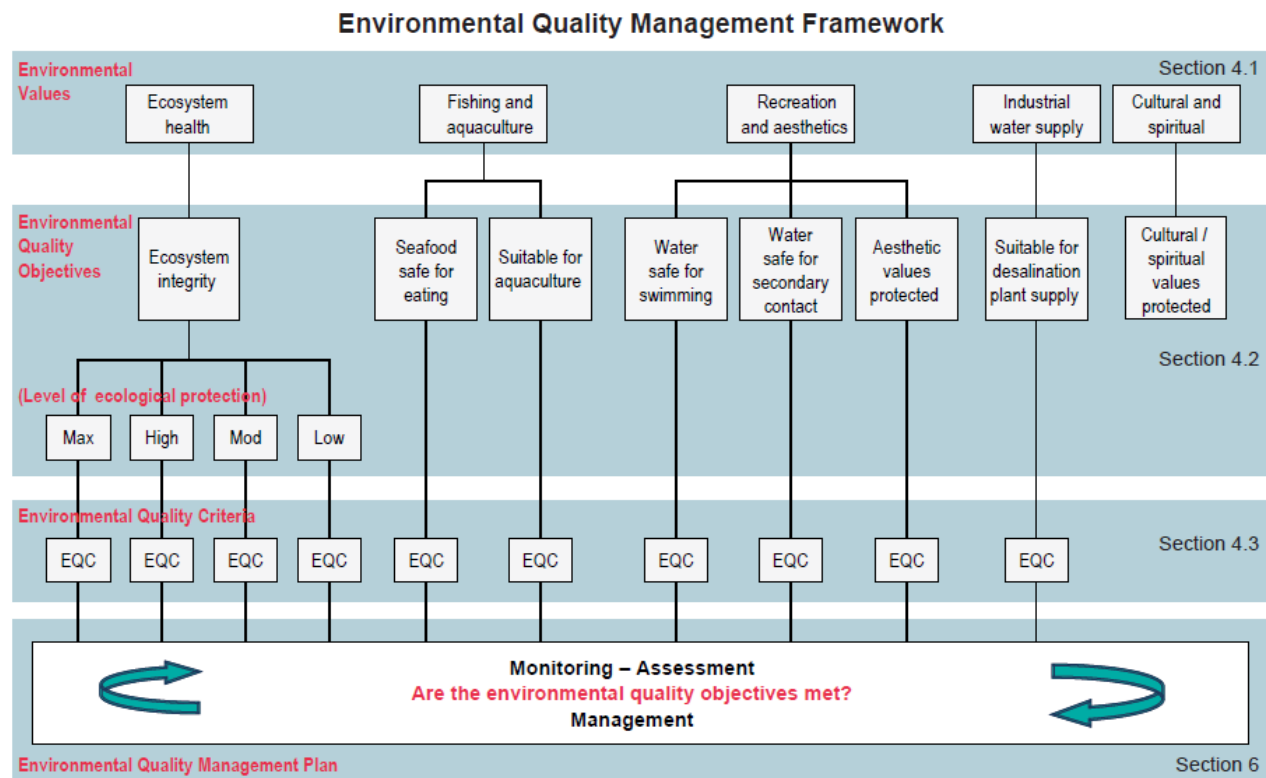 Environmental Quality Management Framework
Environmental
Values
Section 4.1
Ecosystem
health
Fishing and
aquaculture
Recreation
and aesthetics
Industrial
water supply
Cultural and
spiritual
Environmental
Quality
Objectives
Ecosystem
integrity
Seafood
safe for
eating
Suitable for
aquaculture
Water
safe for
swimming
Water
safe for
secondary
contact
Aesthetic
values
protected
Suitable for
desalination
plant supply
Cultural /
spiritual
values
protected
Section 4.2
(Level of ecological protection)
Max
High
Mod
Low
Environmental Quality Criteria
Section 4.3
EQC
EQC
EQC
EQC
EQC
EQC
EQC
EQC
EQC
EQC
Monitoring – Assessment
Are the environmental quality objectives met?
Management
Environmental Quality Management Plan
Section 6